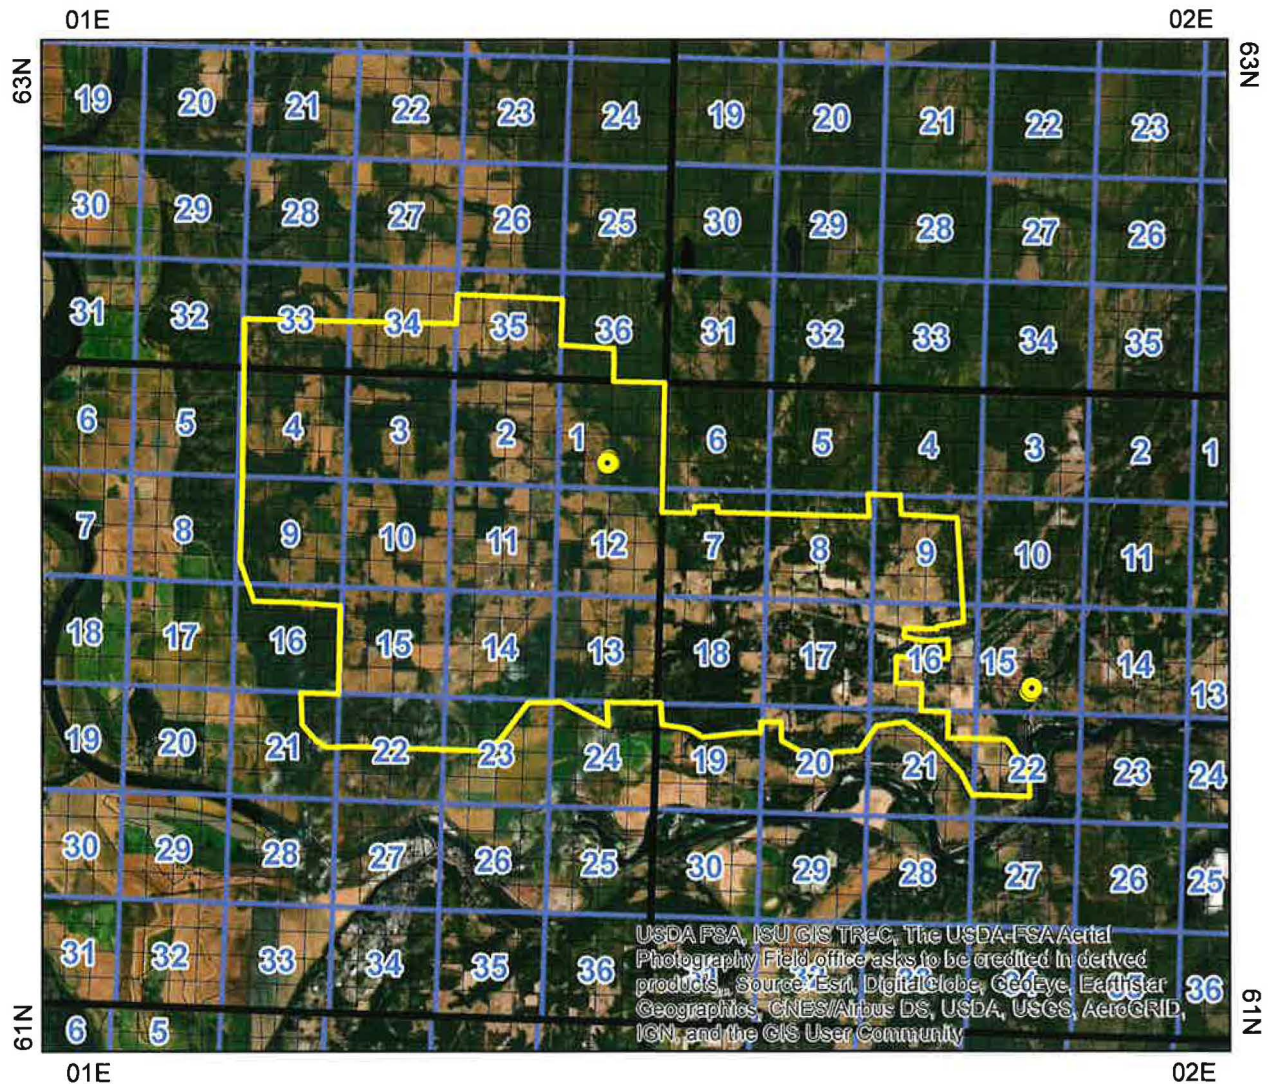 01E 02E
63N 63N
19 20 21 22 23 24 19 20 21 22 23
30 29 28 27 26 25 30 29 28 27 26
31 32 33 34 35 36 31 32 33 34 35
6 5 4 3 2 1 6 5 4 3 2 1
7 8 9 10 11 12 7 8 9 10 11
18 17 16 15 14 13 18 17 16 15 14 13
19 20 21 22 23 24 19 20 21 22 23 24
30 29 28 27 26 25 30 29 28 27 26 25
31 32 33 34 35 36 31 32 33 34 35 36
6 5
USDA FSA, ISU GIS TReC, The USDA-FSA Aerial
Photography Field office asks to be credited in derived
products,, Source: Esri, DigitalGlobe, GeoEye, Earthstar
Geographics, CNES/Airbus DS, USDA, USGS, AeroGRID,
IGN, and the GIS User Community
61N 61N
01E 02E